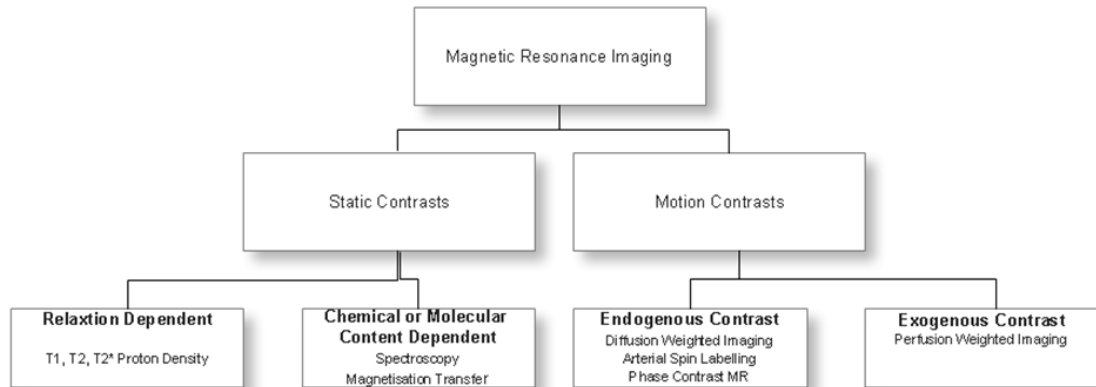 Magnetic Resonance Imaging
Static Contrasts
Motion Contrasts
Relaxtion Dependent
T1, T2, T2* Proton Density
Chemical or Molecular
Content Dependent
Spectroscopy
Magnetisation Transfer
Endogenous Contrast
Diffusion Weighted Imaging
Arterial Spin Labelling
Phase Contrast MR
Exogenous Contrast
Perfusion Weighted Imaging